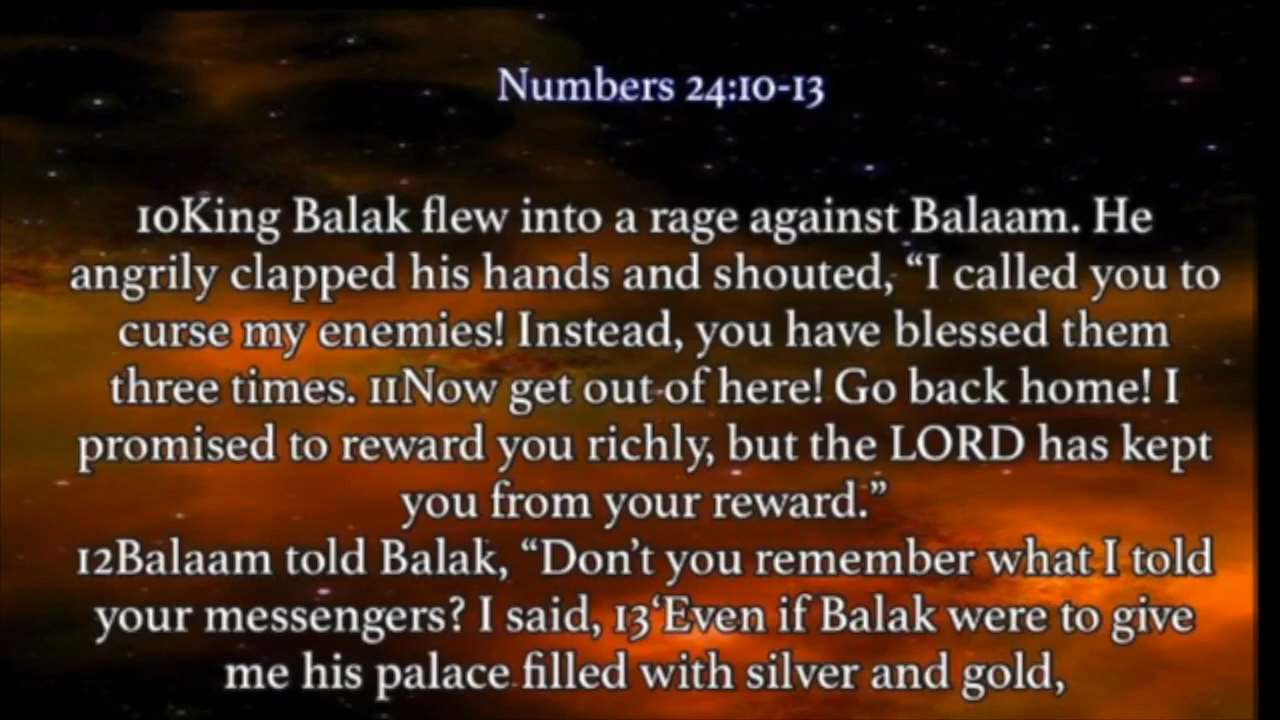 Numbers 24:10-13
10King Balak flew into a rage against Balaam. He
angrily clapped his hands and shouted, “I called you to
curse my enemies! Instead, you have blessed them
three times. 11Now get out of here! Go back home! I
promised to reward you richly, but the LORD has kept
you from your reward.”
12Balaam told Balak, “Don’t you remember what I told
your messengers? I said, 13‘Even if Balak were to give
me his palace filled with silver and gold,